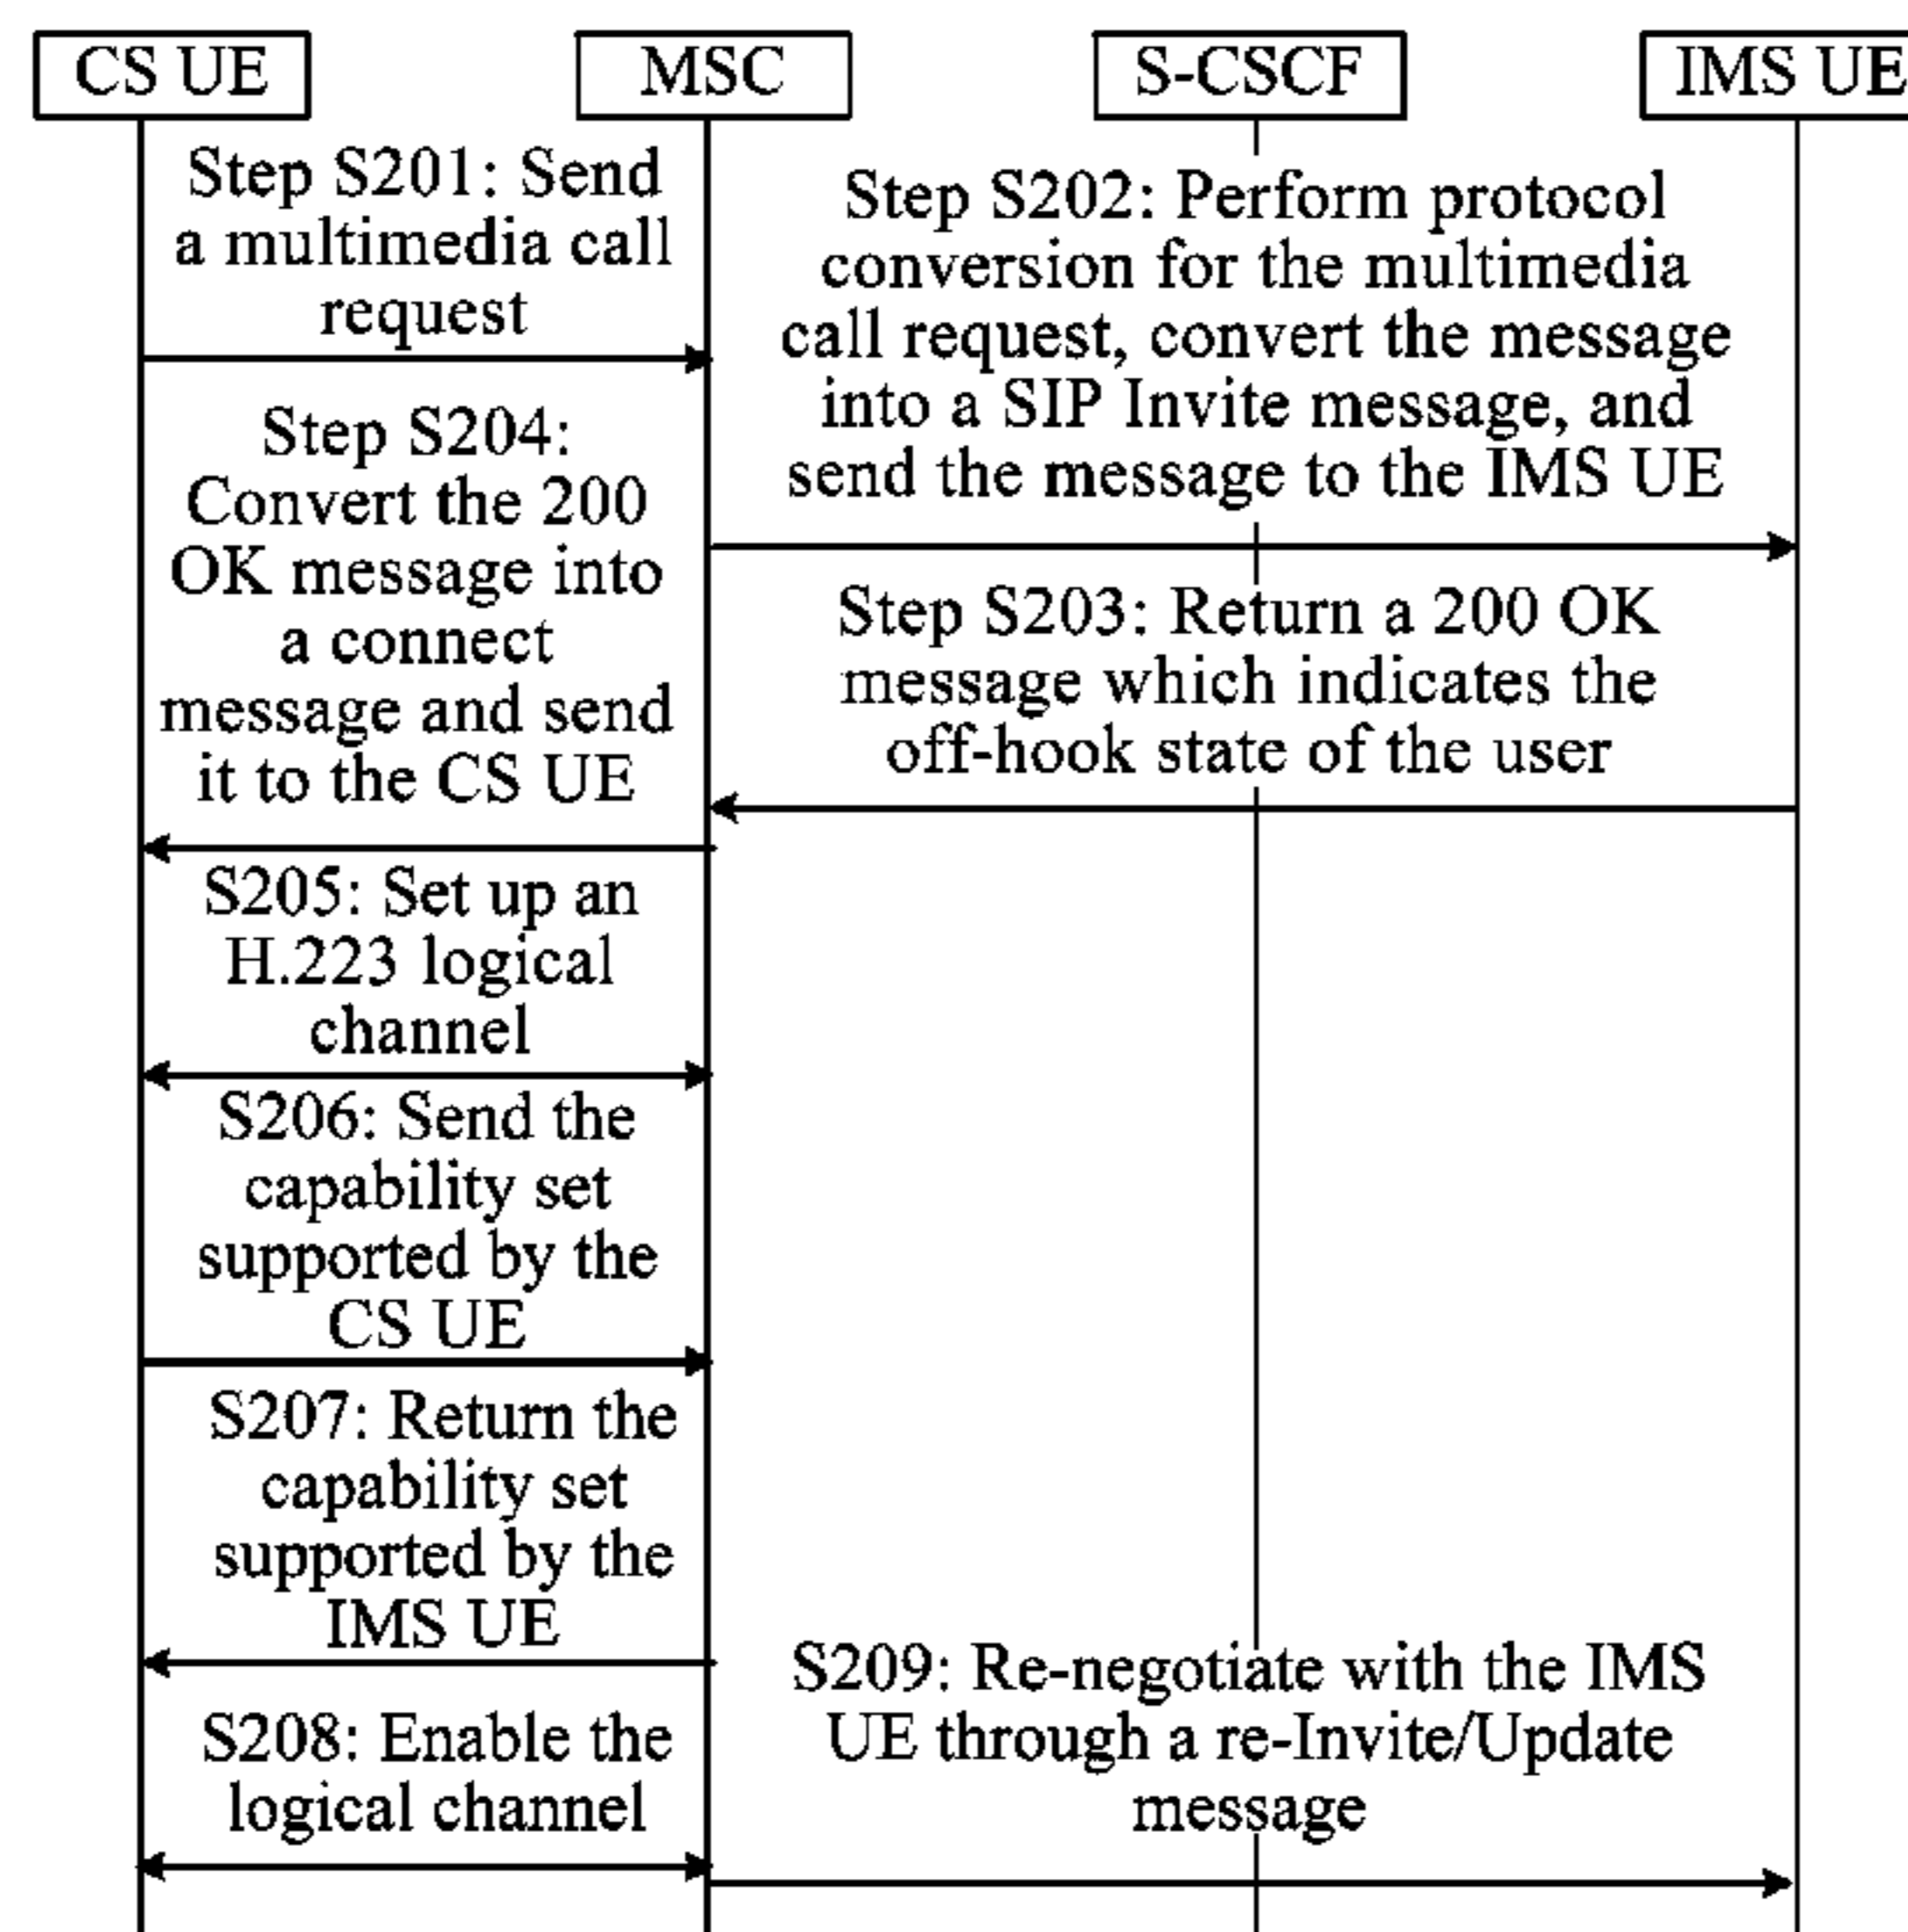 CS UE
MSC
S-CSCF
IMS UE
Step S201: Send
a multimedia call
request
Step S202: Perform protocol
conversion for the multimedia
call request, convert the message
into a SIP Invite message, and
send the message to the IMS UE
Step S204:
Convert the 200
OK message into
a connect
message and send
it to the CS UE
Step S203: Return a 200 OK
message which indicates the
off-hook state of the user
S205: Set up an
H.223 logical
channel
S206: Send the
capability set
supported by the
CS UE
S207: Return the
capability set
supported by the
IMS UE
S208: Enable the
logical channel
S209: Re-negotiate with the IMS
UE through a re-Invite/Update
message